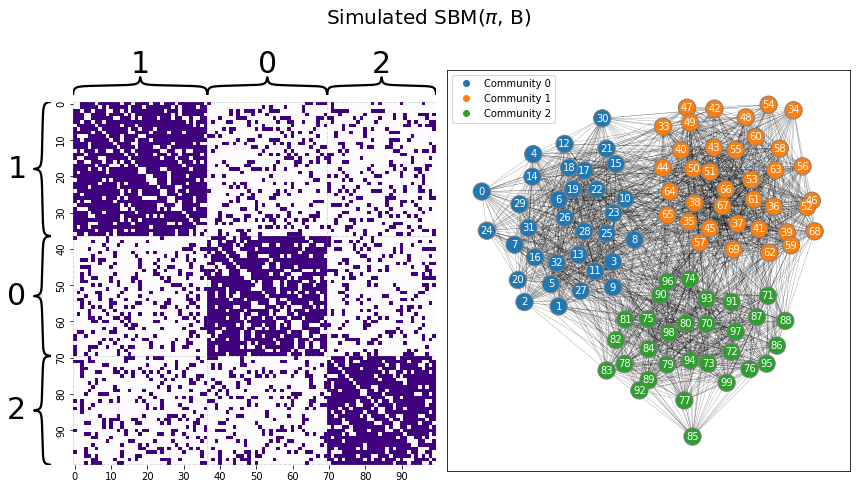 Simulated SBM(π, B)
1 0 2
1
0
2
0
10
20
30
40
50
60
70
80
90
0 10 20 30 40 50 60 70 80 90
Community 0
Community 1
Community 2
47 42 54 34
30 33 49 48
12 21 40 43 55 60 58
4 18 17 15 44 50 51 63 56
14 19 22 64 66 53
0 29 6 10 38 67 61 36 52 46
26 23 65 35
24 31 28 25 8 45 37 41 39 68
7 57 69 62 59
16 32 13 3
20 5 11 96 74
2 1 27 9 90 93 91 71
81 75 80 70 87 88
82 98 97
84 72 86
83 78 79 94 73 76 95
92 89 99
77
85